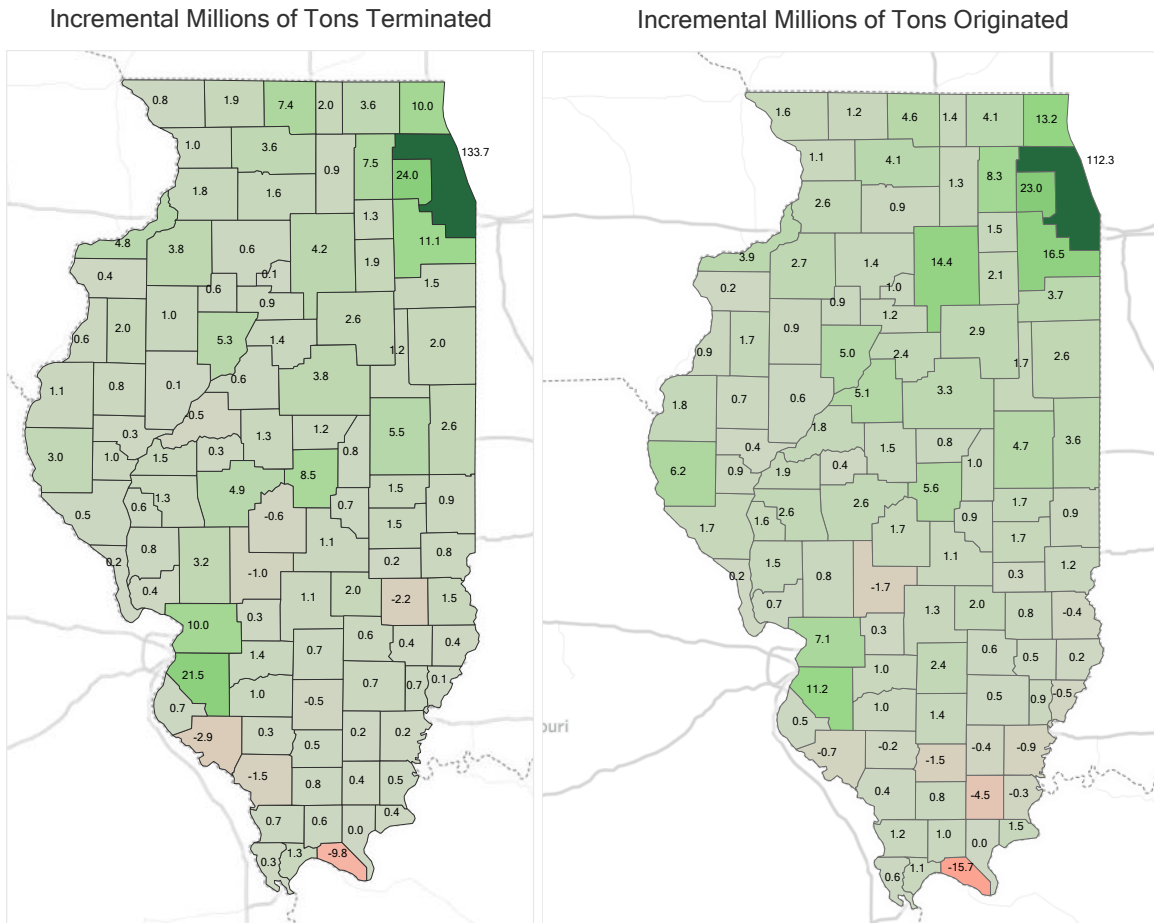 Incremental Millions of Tons Terminated
Incremental Millions of Tons Originated
0.8 1.9 7.4 2.0 3.6 10.0
1.0 3.6 0.9 7.5 24.0 133.7
1.8 1.6 1.3 11.1
4.8 3.8 0.6 4.2 1.9
0.4 0.6 0.1 0.9 1.5
0.6 2.0 1.0 5.3 1.4 2.6 1.2 2.0
1.1 0.8 0.1 0.6 3.8
-0.5 5.5 2.6
3.0 0.3 1.0 1.5 0.3 1.3 1.2 0.8
4.9 8.5 1.5 0.9
0.5 0.6 1.3 -0.6 0.7 1.5
0.2 0.8 3.2 -1.0 1.1 0.2 0.8
0.4 1.1 2.0 -2.2 1.5
10.0 0.3 0.7 0.6 0.4 0.4
21.5 1.4 0.7 0.7 0.1
0.7 1.0 -0.5
-2.9 0.3 0.5 0.2 0.2
-1.5 0.8 0.4 0.5
0.7 0.6 0.0 0.4
0.3 1.3 -9.8
1.6 1.2 4.6 1.4 4.1 13.2
1.1 4.1 1.3 8.3 23.0 112.3
2.6 0.9 1.5 16.5
3.9 2.7 1.4 14.4 2.1
0.2 0.9 1.0 1.2 3.7
0.9 1.7 0.9 5.0 2.4 2.9 1.7 2.6
1.8 0.7 0.6 5.1 3.3
1.8 4.7 3.6
6.2 0.4 0.9 1.9 0.4 1.5 0.8 1.0
2.6 5.6 1.7 0.9
1.7 1.6 2.6 1.7 0.9 1.7
0.2 1.5 0.8 -1.7 1.1 0.3 1.2
0.7 1.3 2.0 0.8 -0.4
7.1 0.3 2.4 0.6 0.5 0.2
11.2 1.0 0.5 0.9 -0.5
0.5 1.0 1.4
-0.7 -0.2 -1.5 -0.4 -0.9
0.4 0.8 -4.5 -0.3
1.2 1.0 0.0 1.5
0.6 1.1 -15.7
ouri